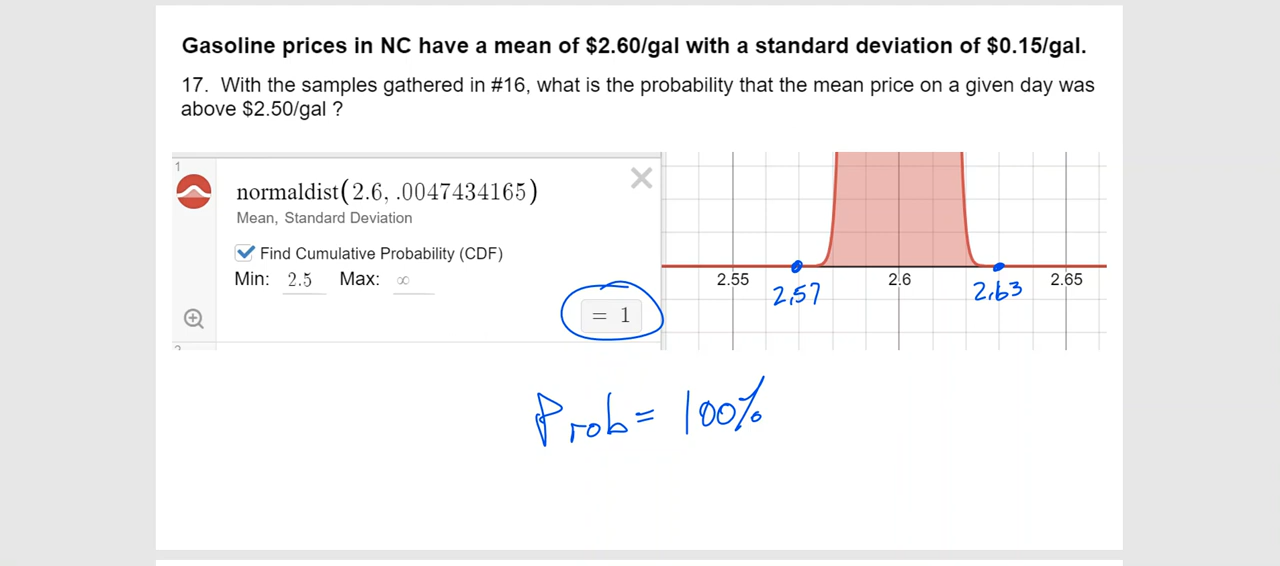 Gasoline prices in NC have a mean of $2.60/gal with a standard deviation of $0.15/gal.
17. With the samples gathered in #16, what is the probability that the mean price on a given day was
above $2.50/gal ?
1
normaldist(2.6, .0047434165)
Mean, Standard Deviation
Find Cumulative Probability (CDF)
Min: 2.5 Max: ∞
= 1
2.55 2.6 2.65
2.57 2.63
Prob = 100%